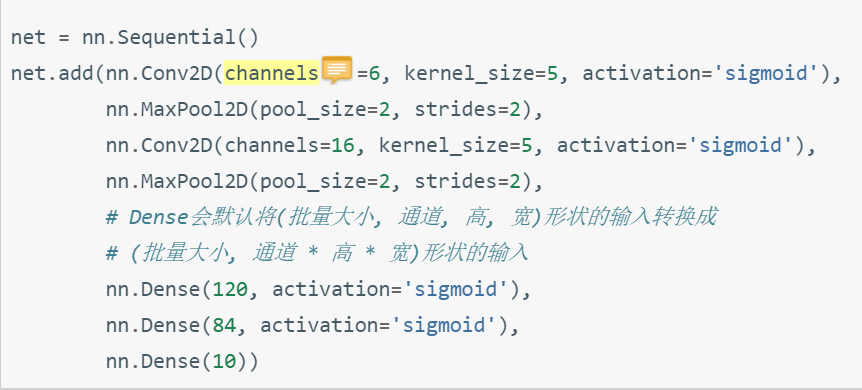 net = nn.Sequential()
net.add(nn.Conv2D(channels=6, kernel_size=5, activation='sigmoid'),
        nn.MaxPool2D(pool_size=2, strides=2),
        nn.Conv2D(channels=16, kernel_size=5, activation='sigmoid'),
        nn.MaxPool2D(pool_size=2, strides=2),
        # Dense会默认将(批量大小, 通道, 高, 宽)形状的输入转换成
        # (批量大小, 通道 * 高 * 宽)形状的输入
        nn.Dense(120, activation='sigmoid'),
        nn.Dense(84, activation='sigmoid'),
        nn.Dense(10))